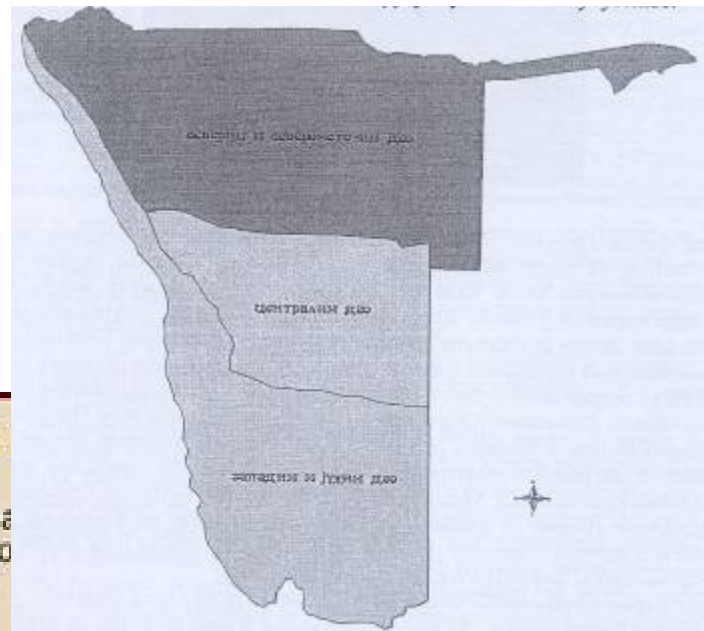 северни и североисточни део
централни део
западни и јужни део
а
о